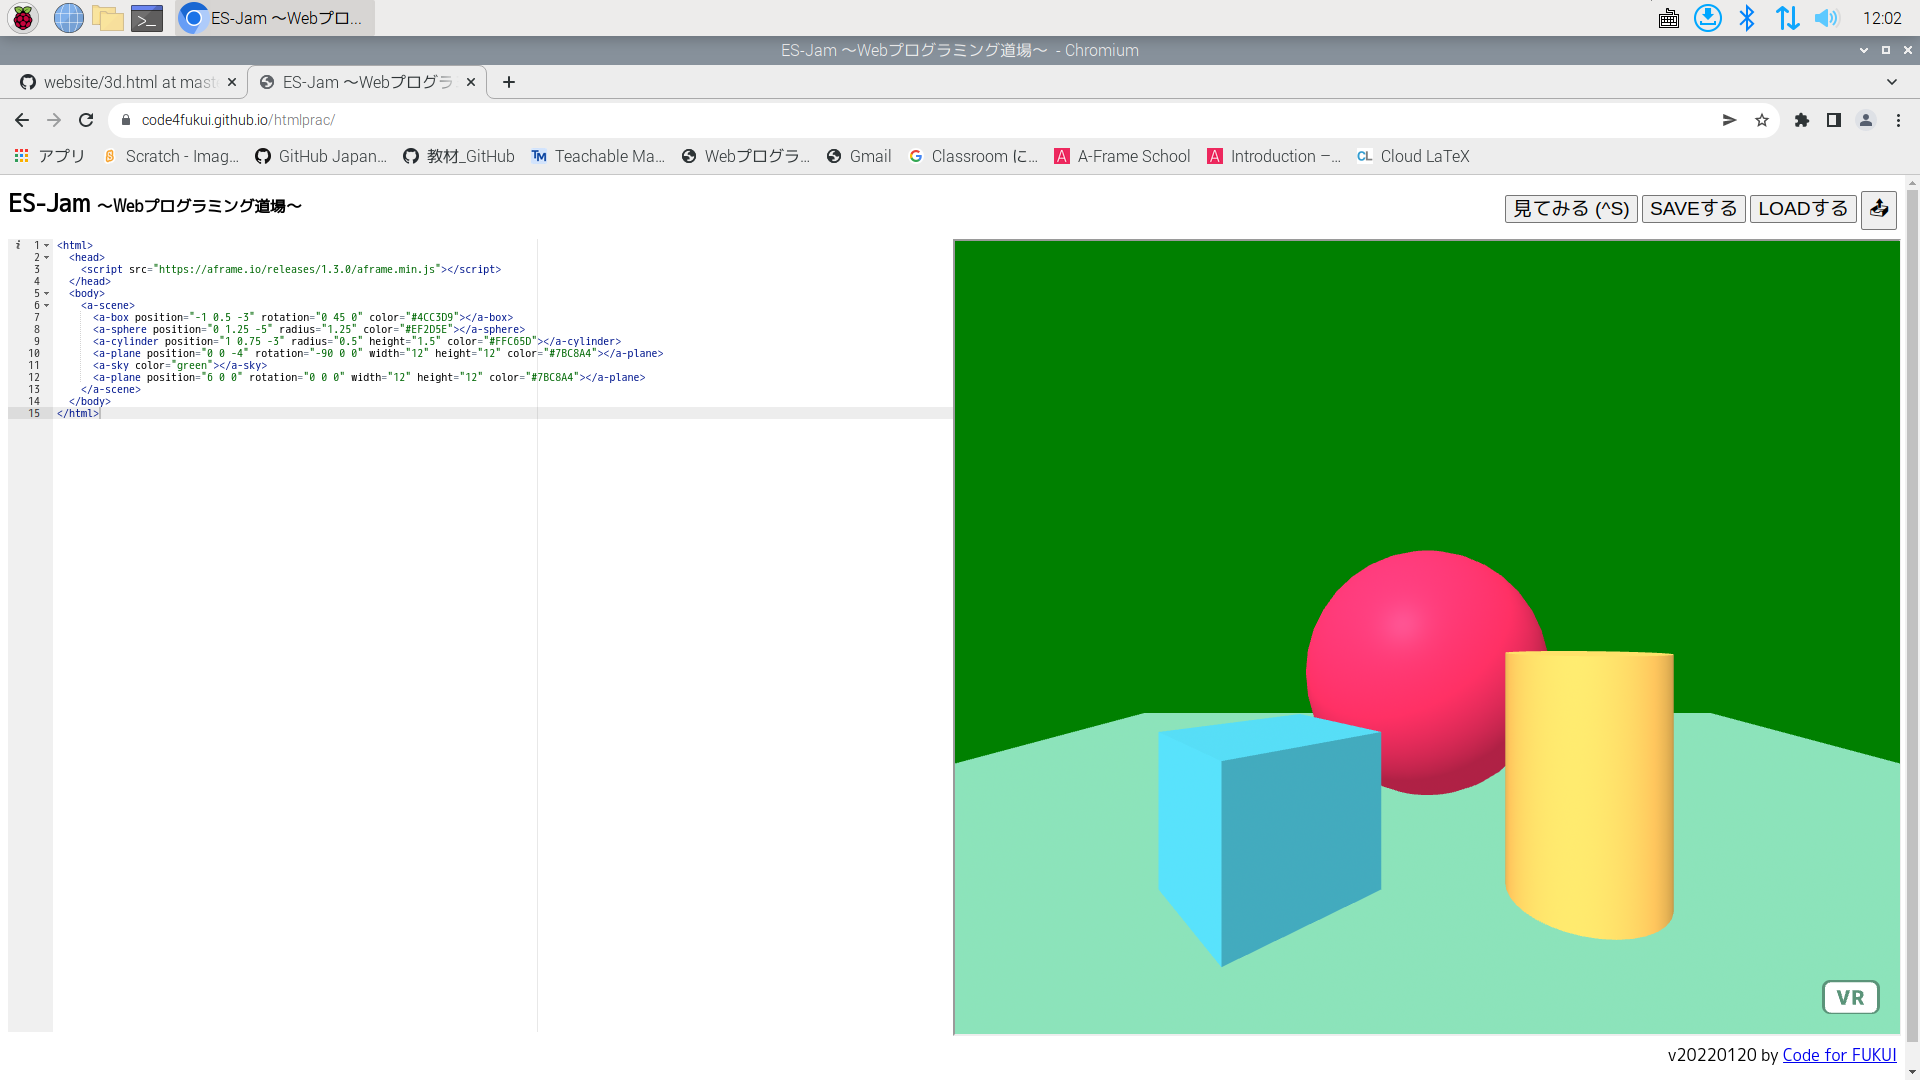 ES-Jam 〜Webプロ...
12:02
ES-Jam 〜Webプログラミング道場〜 - Chromium
website/3d.html at mast
ES-Jam 〜Webプログラ
code4fukui.github.io/htmlprac/
アプリ
Scratch - Imag...
GitHub Japan...
教材_GitHub
Teachable Ma...
Webプログラ...
Gmail
Classroom に...
A-Frame School
Introduction –...
Cloud LaTeX
ES-Jam 〜Webプログラミング道場〜
見てみる (^S)
SAVEする
LOADする
1 <html>
2 <head>
3 <script src="https://aframe.io/releases/1.3.0/aframe.min.js"></script>
4 </head>
5 <body>
6 <a-scene>
7 <a-box position="-1 0.5 -3" rotation="0 45 0" color="#4CC3D9"></a-box>
8 <a-sphere position="0 1.25 -5" radius="1.25" color="#EF2D5E"></a-sphere>
9 <a-cylinder position="1 0.75 -3" radius="0.5" height="1.5" color="#FFC65D"></a-cylinder>
10 <a-plane position="0 0 -4" rotation="-90 0 0" width="12" height="12" color="#7BC8A4"></a-plane>
11 <a-sky color="green"></a-sky>
12 <a-plane position="6 0 0" rotation="0 0 0" width="12" height="12" color="#7BC8A4"></a-plane>
13 </a-scene>
14 </body>
15 </html>
VR
v20220120 by Code for FUKUI